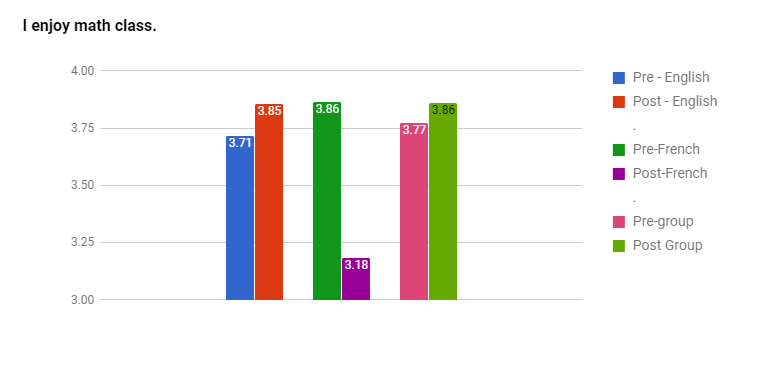 I enjoy math class.
4.00
3.75
3.50
3.25
3.00
3.71
3.85
3.86
3.18
3.77
3.86
Pre - English
Post - English
.
Pre-French
Post-French
.
Pre-group
Post Group